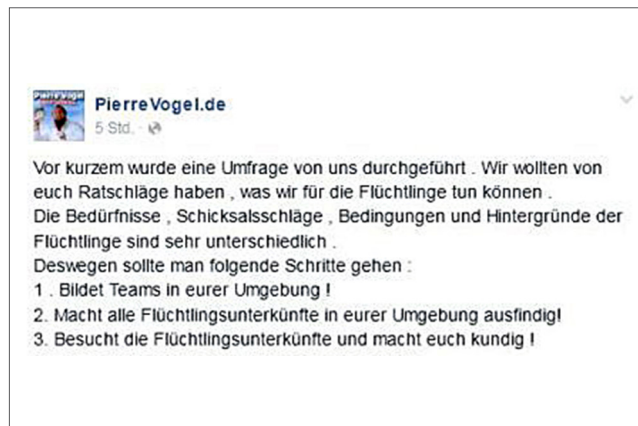 Pierre Vogel
PierreVogel.de
5 Std. ·
Vor kurzem wurde eine Umfrage von uns durchgeführt . Wir wollten von
euch Ratschläge haben , was wir für die Flüchtlinge tun können .
Die Bedürfnisse , Schicksalsschläge , Bedingungen und Hintergründe der
Flüchtlinge sind sehr unterschiedlich .
Deswegen sollte man folgende Schritte gehen :
1 . Bildet Teams in eurer Umgebung !
2. Macht alle Flüchtlingsunterkünfte in eurer Umgebung ausfindig!
3. Besucht die Flüchtlingsunterkünfte und macht euch kundig !